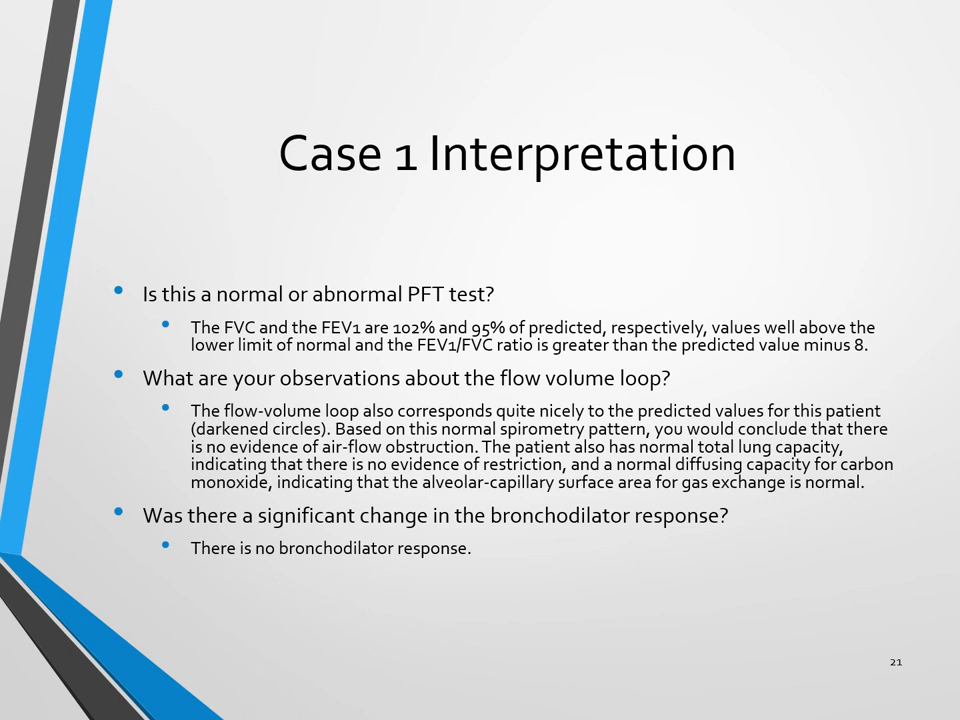 Case 1 Interpretation
• Is this a normal or abnormal PFT test?
• The FVC and the FEV1 are 102% and 95% of predicted, respectively, values well above the
lower limit of normal and the FEV1/FVC ratio is greater than the predicted value minus 8.
• What are your observations about the flow volume loop?
• The flow-volume loop also corresponds quite nicely to the predicted values for this patient
(darkened circles). Based on this normal spirometry pattern, you would conclude that there
is no evidence of air-flow obstruction. The patient also has normal total lung capacity,
indicating that there is no evidence of restriction, and a normal diffusing capacity for carbon
monoxide, indicating that the alveolar-capillary surface area for gas exchange is normal.
• Was there a significant change in the bronchodilator response?
• There is no bronchodilator response.
21